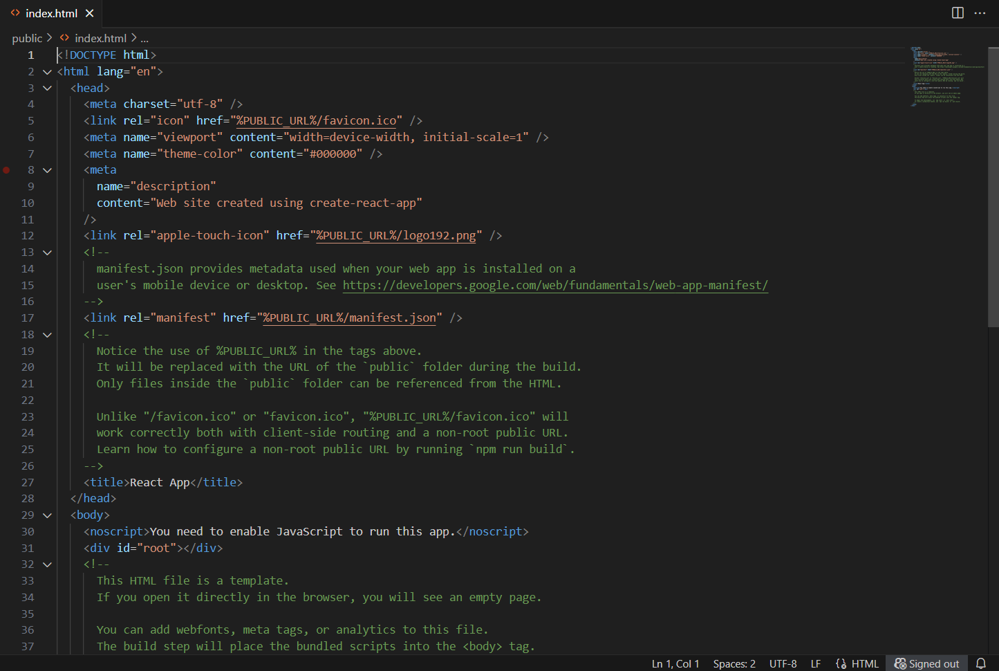 index.html
public > index.html > ...
1 <!DOCTYPE html>
2 <html lang="en">
3 <head>
4 <meta charset="utf-8" />
5 <link rel="icon" href="%PUBLIC_URL%/favicon.ico" />
6 <meta name="viewport" content="width=device-width, initial-scale=1" />
7 <meta name="theme-color" content="#000000" />
8 <meta
9 name="description"
10 content="Web site created using create-react-app"
11 />
12 <link rel="apple-touch-icon" href="%PUBLIC_URL%/logo192.png" />
13 <!--
14 manifest.json provides metadata used when your web app is installed on a
15 user's mobile device or desktop. See https://developers.google.com/web/fundamentals/web-app-manifest/
16 -->
17 <link rel="manifest" href="%PUBLIC_URL%/manifest.json" />
18 <!--
19 Notice the use of %PUBLIC_URL% in the tags above.
20 It will be replaced with the URL of the `public` folder during the build.
21 Only files inside the `public` folder can be referenced from the HTML.
22
23 Unlike "/favicon.ico" or "favicon.ico", "%PUBLIC_URL%/favicon.ico" will
24 work correctly both with client-side routing and a non-root public URL.
25 Learn how to configure a non-root public URL by running `npm run build`.
26 -->
27 <title>React App</title>
28 </head>
29 <body>
30 <noscript>You need to enable JavaScript to run this app.</noscript>
31 <div id="root"></div>
32 <!--
33 This HTML file is a template.
34 If you open it directly in the browser, you will see an empty page.
35
36 You can add webfonts, meta tags, or analytics to this file.
37 The build step will place the bundled scripts into the <body> tag.
Ln 1, Col 1 Spaces: 2 UTF-8 LF HTML Signed out